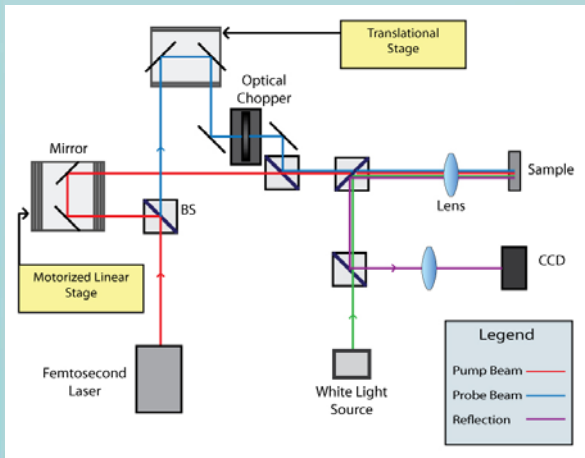 Translational
Stage
Optical
Chopper
Mirror
BS
Sample
Lens
Motorized Linear
Stage
CCD
Femtosecond
Laser
White Light
Source
Legend
Pump Beam
Probe Beam
Reflection